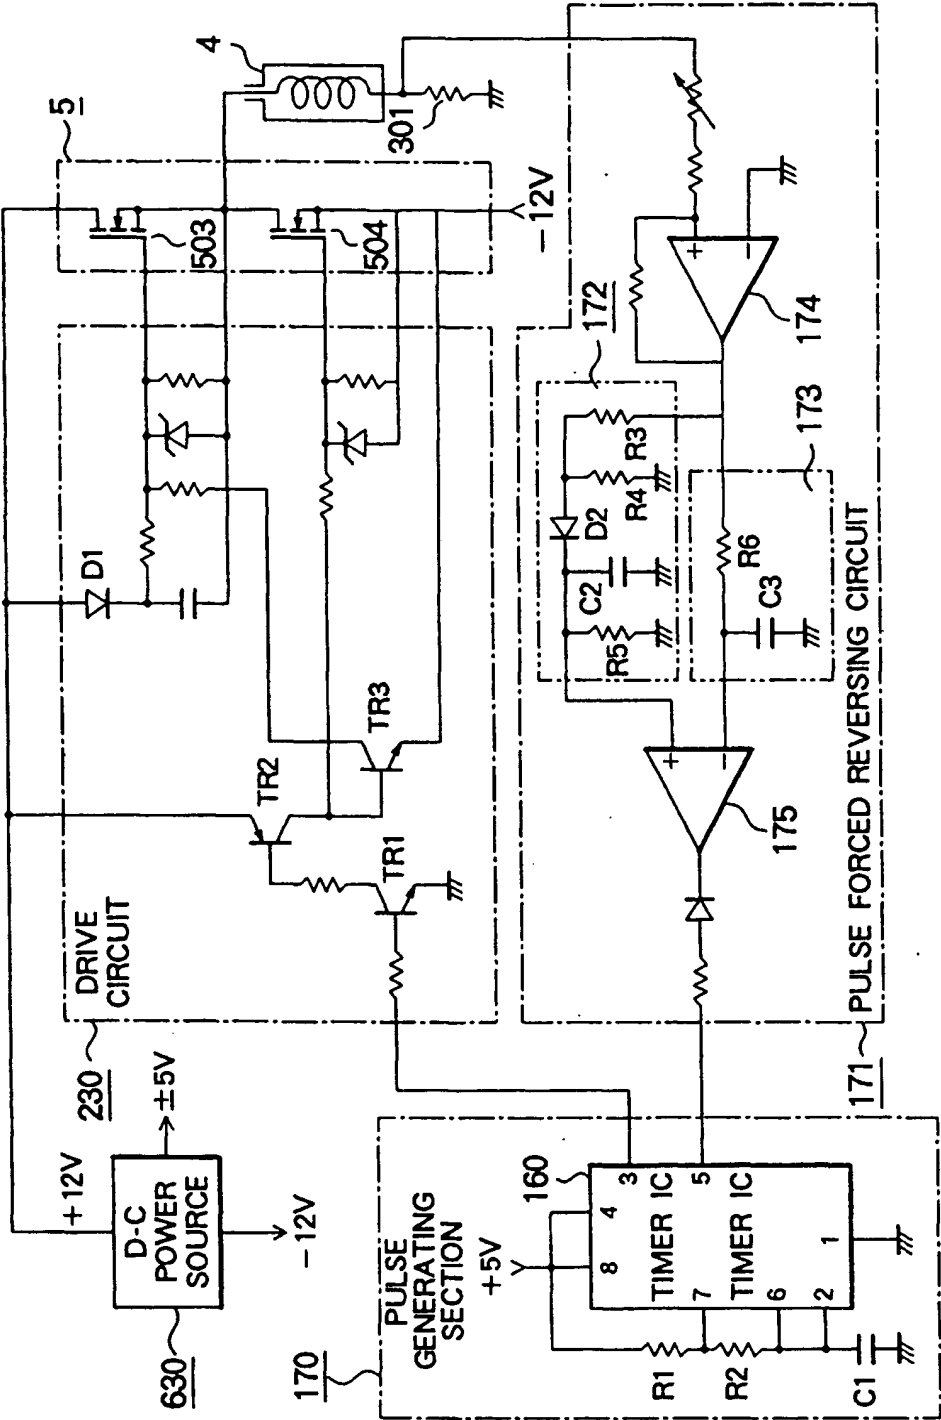 630
D-C
POWER
SOURCE
+12V
-12V
±5V
230
DRIVE
CIRCUIT
TR1
TR2
TR3
D1
5
503
504
-12V
4
301
170
PULSE
GENERATING
SECTION
+5V
160
8
4
3
TIMER IC
7
5
TIMER IC
6
2
1
R1
R2
C1
171
PULSE FORCED REVERSING CIRCUIT
175
+
−
172
R3
R4
D2
C2
R5
173
R6
C3
174
+
−